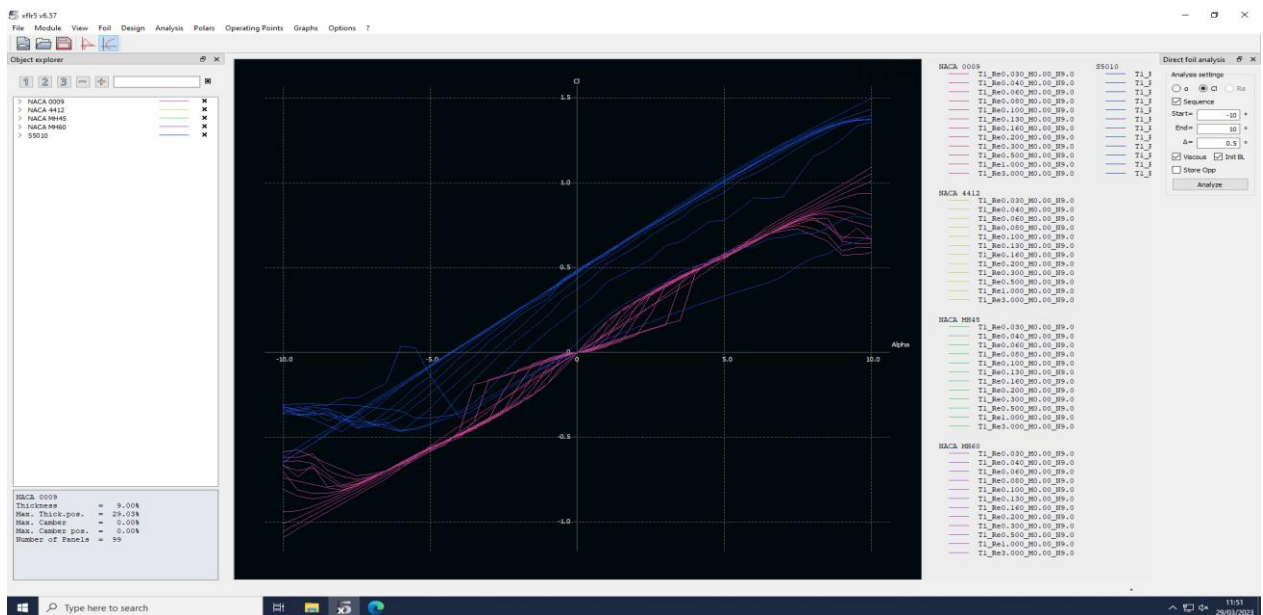 xflr5 v6.57
File Module View Foil Design Analysis Polars Operating Points Graphs Options ?
Object explorer
1 2 3
NACA 0009
NACA 4412
NACA MH45
NACA MH60
S5010
NACA 0009
Thickness = 9.00%
Max. Thick.pos. = 29.03%
Max. Camber = 0.00%
Max. Camber pos. = 0.00%
Number of Panels = 99
Cl
1.5
1.0
0.5
0
-10.0 -5.0 0 5.0 10.0
Alpha
-0.5
-1.0
NACA 0009
T1_Re0.030_M0.00_N9.0
T1_Re0.040_M0.00_N9.0
T1_Re0.060_M0.00_N9.0
T1_Re0.080_M0.00_N9.0
T1_Re0.100_M0.00_N9.0
T1_Re0.130_M0.00_N9.0
T1_Re0.160_M0.00_N9.0
T1_Re0.200_M0.00_N9.0
T1_Re0.300_M0.00_N9.0
T1_Re0.500_M0.00_N9.0
T1_Re1.000_M0.00_N9.0
T1_Re3.000_M0.00_N9.0
NACA 4412
T1_Re0.030_M0.00_N9.0
T1_Re0.040_M0.00_N9.0
T1_Re0.060_M0.00_N9.0
T1_Re0.080_M0.00_N9.0
T1_Re0.100_M0.00_N9.0
T1_Re0.130_M0.00_N9.0
T1_Re0.160_M0.00_N9.0
T1_Re0.200_M0.00_N9.0
T1_Re0.300_M0.00_N9.0
T1_Re0.500_M0.00_N9.0
T1_Re1.000_M0.00_N9.0
T1_Re3.000_M0.00_N9.0
NACA MH45
T1_Re0.030_M0.00_N9.0
T1_Re0.040_M0.00_N9.0
T1_Re0.060_M0.00_N9.0
T1_Re0.080_M0.00_N9.0
T1_Re0.100_M0.00_N9.0
T1_Re0.130_M0.00_N9.0
T1_Re0.160_M0.00_N9.0
T1_Re0.200_M0.00_N9.0
T1_Re0.300_M0.00_N9.0
T1_Re0.500_M0.00_N9.0
T1_Re1.000_M0.00_N9.0
T1_Re3.000_M0.00_N9.0
NACA MH60
T1_Re0.030_M0.00_N9.0
T1_Re0.040_M0.00_N9.0
T1_Re0.060_M0.00_N9.0
T1_Re0.080_M0.00_N9.0
T1_Re0.100_M0.00_N9.0
T1_Re0.130_M0.00_N9.0
T1_Re0.160_M0.00_N9.0
T1_Re0.200_M0.00_N9.0
T1_Re0.300_M0.00_N9.0
T1_Re0.500_M0.00_N9.0
T1_Re1.000_M0.00_N9.0
T1_Re3.000_M0.00_N9.0
S5010
Direct foil analysis
Analysis settings
α Cl Re
Sequence
Start= -10 °
End= 10 °
Δ= 0.5 °
Viscous Init BL
Store Opp
Analyze
Type here to search
11:51
29/03/2023